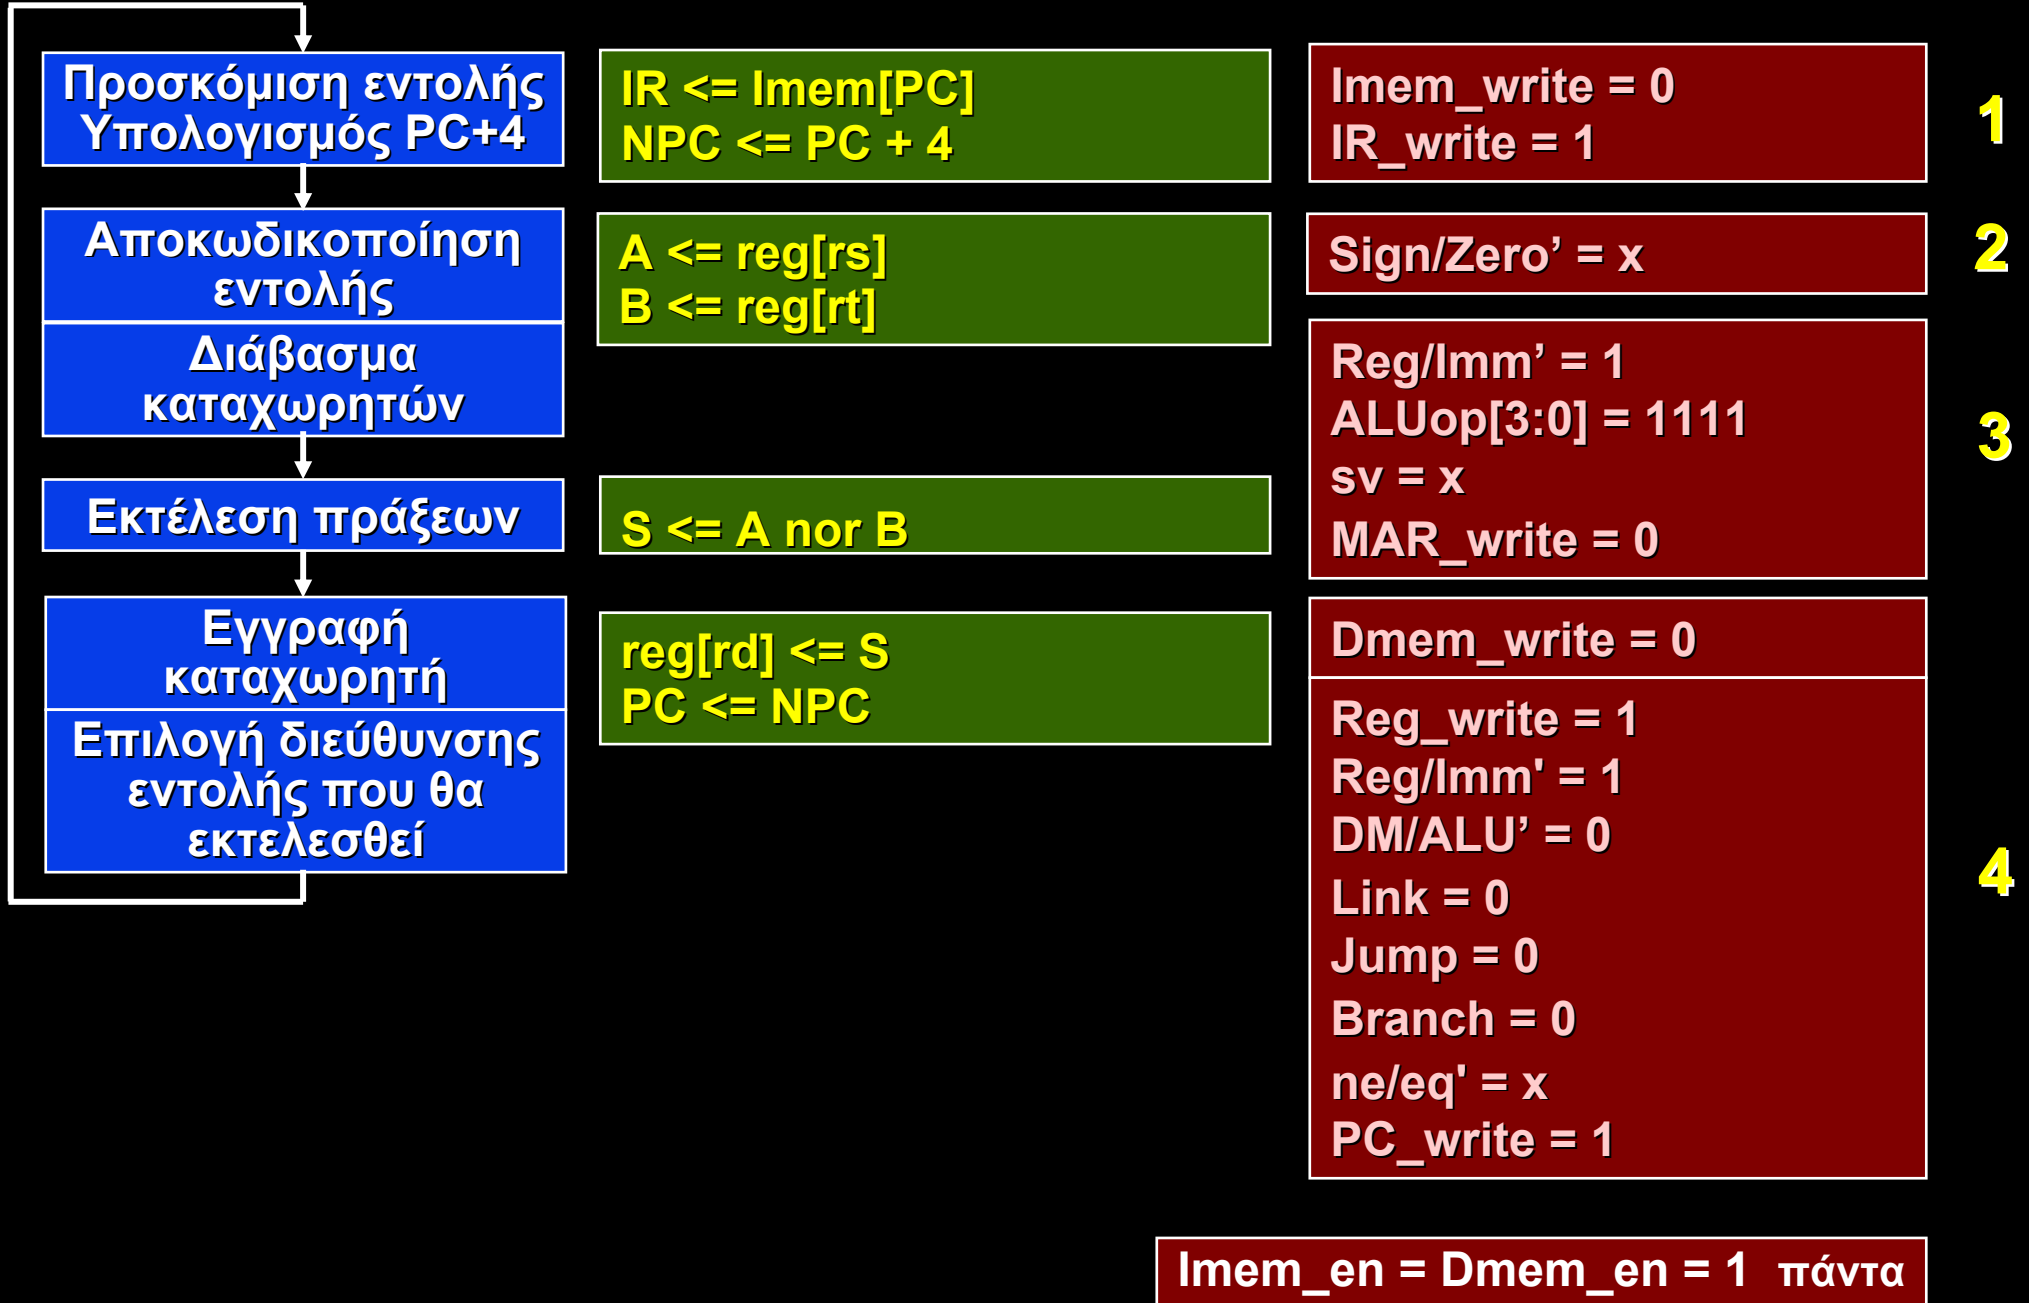 Προσκόμιση εντολής
Υπολογισμός PC+4
IR <= Imem[PC]
NPC <= PC + 4
Imem_write = 0
IR_write = 1
1
Αποκωδικοποίηση
εντολής
Διάβασμα
καταχωρητών
A <= reg[rs]
B <= reg[rt]
Sign/Zero’ = x
2
Reg/Imm’ = 1
ALUop[3:0] = 1111
sv = x
MAR_write = 0
3
Εκτέλεση πράξεων
S <= A nor B
Εγγραφή
καταχωρητή
Επιλογή διεύθυνσης
εντολής που θα
εκτελεσθεί
reg[rd] <= S
PC <= NPC
Dmem_write = 0
Reg_write = 1
Reg/Imm' = 1
DM/ALU’ = 0
Link = 0
Jump = 0
Branch = 0
ne/eq' = x
PC_write = 1
4
Imem_en = Dmem_en = 1 πάντα